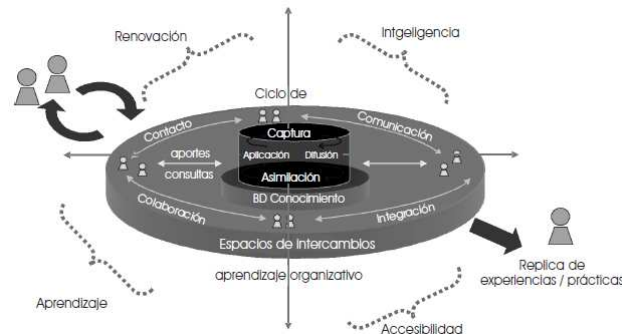 Renovación
Intgeligencia
Ciclo de
Contacto
Comunicación
Captura
Aplicación
Difusión
aportes
consultas
Asimilación
BD Conocimiento
Colaboración
Integración
Espacios de intercambios
aprendizaje organizativo
Replica de
experiencias / prácticas
Aprendizaje
Accesibilidad